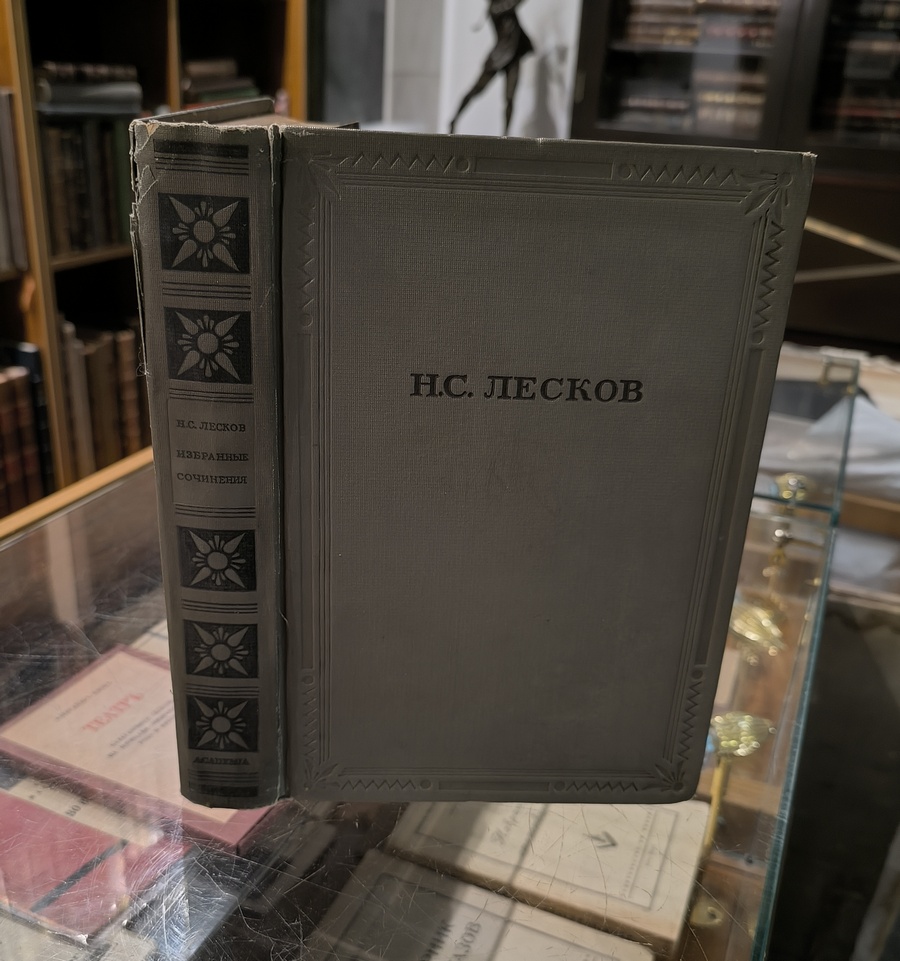 Н.С. ЛЕСКОВ
ИЗБРАННЫЕ
СОЧИНЕНИЯ
ACADEMIA
Н.С. ЛЕСКОВ
ТЕАТРЪ